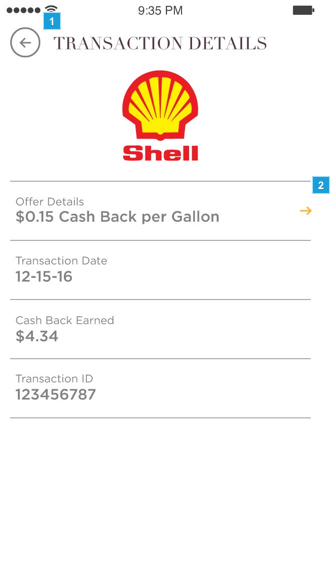 9:35 PM
1
TRANSACTION DETAILS
Shell
2
Offer Details
$0.15 Cash Back per Gallon
Transaction Date
12-15-16
Cash Back Earned
$4.34
Transaction ID
123456787